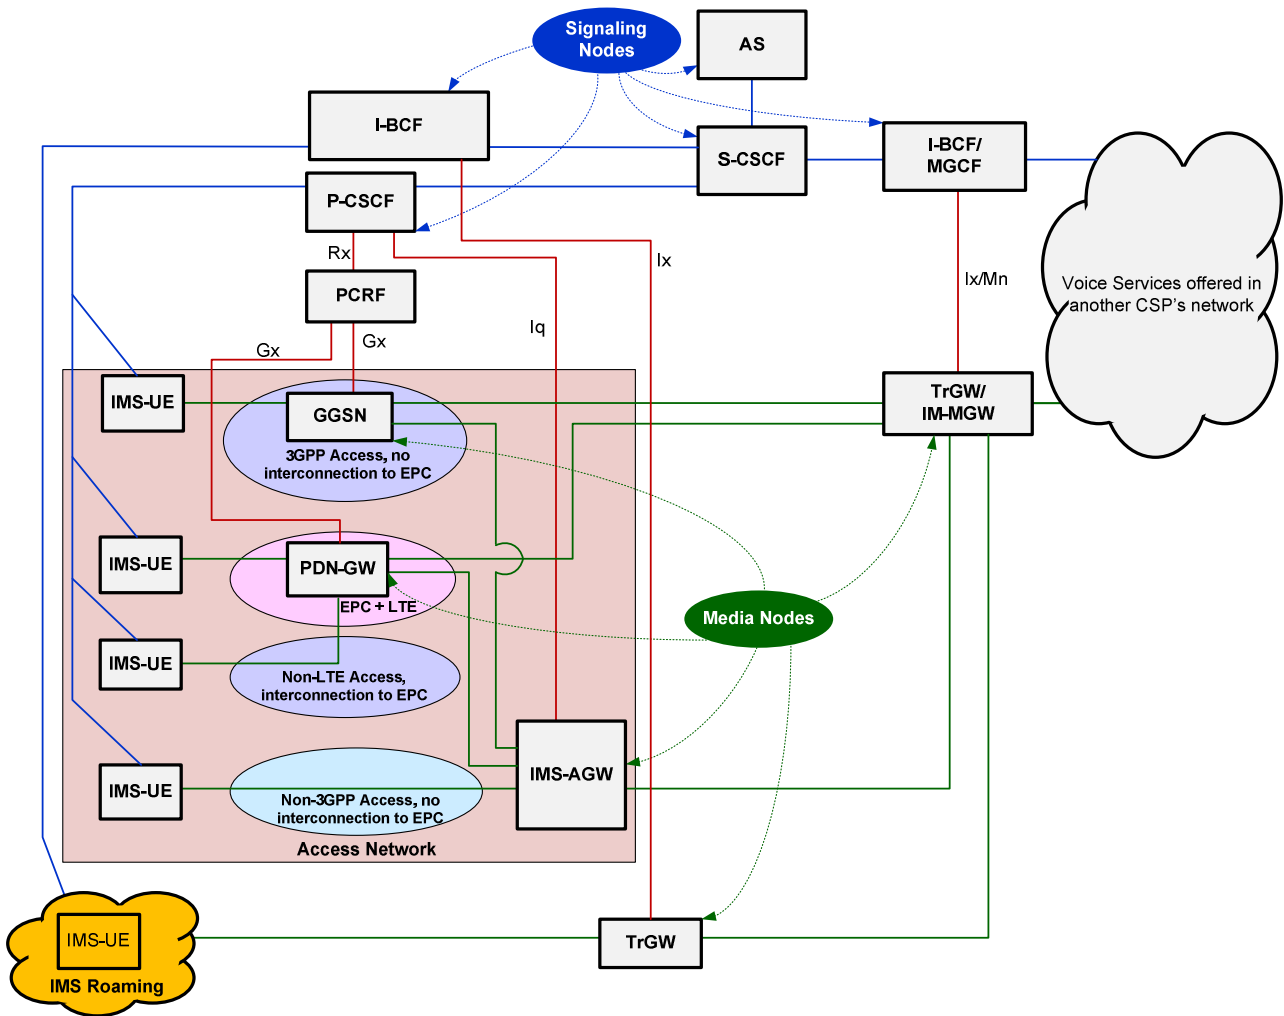 Signaling
Nodes
AS
I-BCF
S-CSCF
I-BCF/
MGCF
P-CSCF
Rx
Ix
PCRF
Ix/Mn
Voice Services offered in
another CSP's network
Iq
Gx
Gx
IMS-UE
GGSN
TrGW/
IM-MGW
3GPP Access, no
interconnection to EPC
IMS-UE
PDN-GW
EPC + LTE
Media Nodes
IMS-UE
Non-LTE Access,
interconnection to EPC
IMS-AGW
IMS-UE
Non-3GPP Access, no
interconnection to EPC
Access Network
IMS-UE
TrGW
IMS Roaming